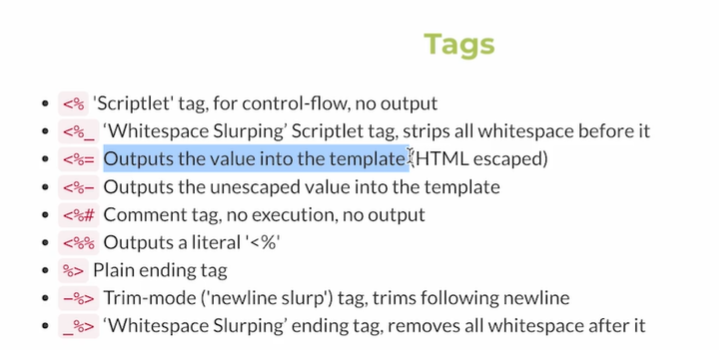 Tags
<% 'Scriptlet' tag, for control-flow, no output
<%_ ‘Whitespace Slurping’ Scriptlet tag, strips all whitespace before it
<%= Outputs the value into the template (HTML escaped)
<%- Outputs the unescaped value into the template
<%# Comment tag, no execution, no output
<%% Outputs a literal '<%'
%> Plain ending tag
-%> Trim-mode ('newline slurp') tag, trims following newline
_%> ‘Whitespace Slurping’ ending tag, removes all whitespace after it